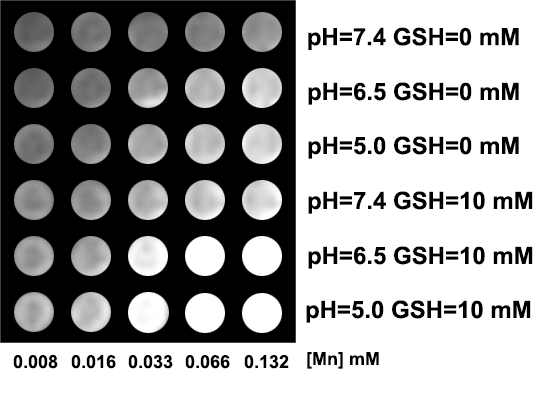 pH=7.4 GSH=0 mM
pH=6.5 GSH=0 mM
pH=5.0 GSH=0 mM
pH=7.4 GSH=10 mM
pH=6.5 GSH=10 mM
pH=5.0 GSH=10 mM
0.008 0.016 0.033 0.066 0.132 [Mn] mM